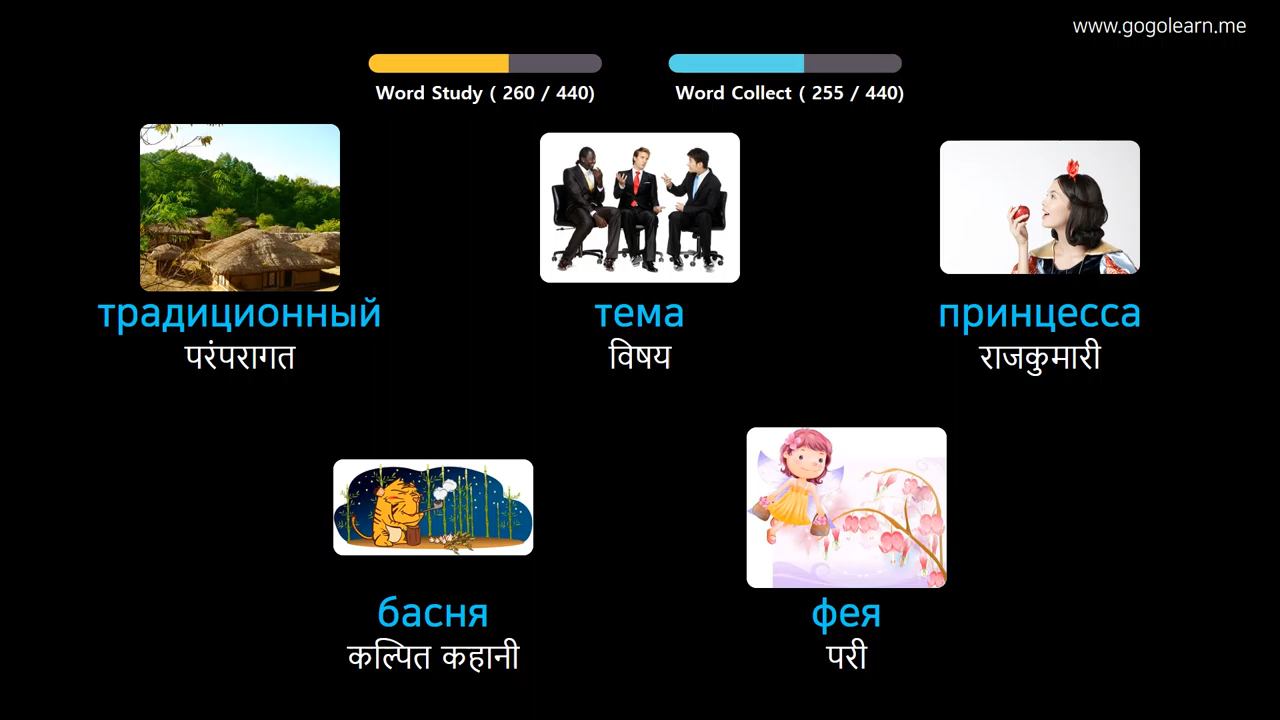 www.gogolearn.me
Word Study ( 260 / 440)
Word Collect ( 255 / 440)
традиционный
परंपरागत
тема
विषय
принцесса
राजकुमारी
басня
कल्पित कहानी
фея
परी